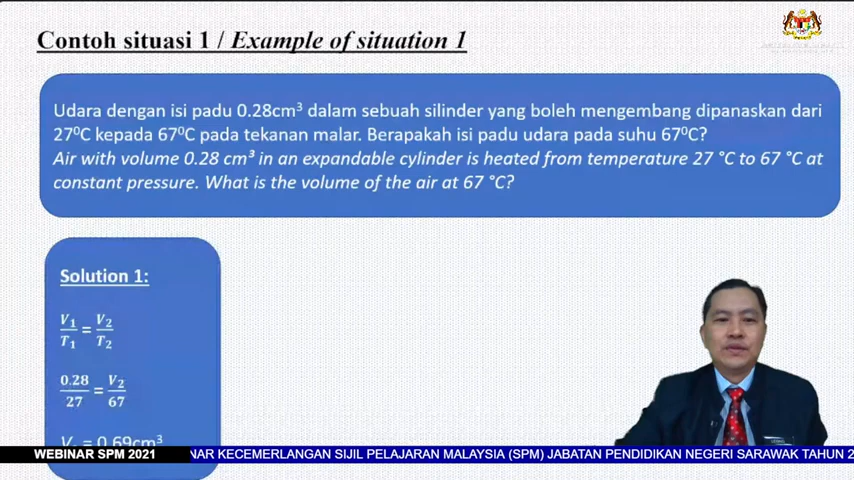 Contoh situasi 1 / Example of situation 1
Udara dengan isi padu 0.28cm³ dalam sebuah silinder yang boleh mengembang dipanaskan dari
27⁰C kepada 67⁰C pada tekanan malar. Berapakah isi padu udara pada suhu 67⁰C?
Air with volume 0.28 cm³ in an expandable cylinder is heated from temperature 27 °C to 67 °C at
constant pressure. What is the volume of the air at 67 °C?
Solution 1:
V₁/T₁ = V₂/T₂
0.28/27 = V₂/67
= 0.69cm³
WEBINAR SPM 2021 NAR KECEMERLANGAN SIJIL PELAJARAN MALAYSIA (SPM) JABATAN PENDIDIKAN NEGERI SARAWAK TAHUN 2